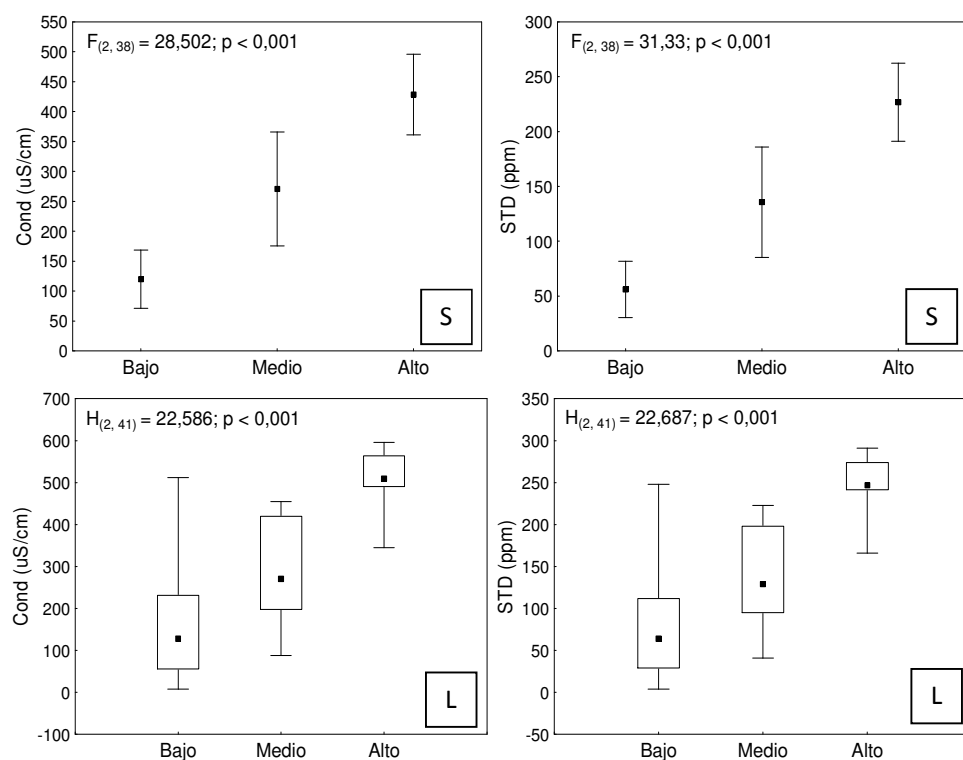 F(2, 38) = 28,502; p < 0,001
Cond (uS/cm)
550
500
450
400
350
300
250
200
150
100
50
0
Bajo Medio Alto
S
F(2, 38) = 31,33; p < 0,001
STD (ppm)
300
250
200
150
100
50
0
Bajo Medio Alto
S
H(2, 41) = 22,586; p < 0,001
Cond (uS/cm)
700
600
500
400
300
200
100
0
-100
Bajo Medio Alto
L
H(2, 41) = 22,687; p < 0,001
STD (ppm)
350
300
250
200
150
100
50
0
-50
Bajo Medio Alto
L